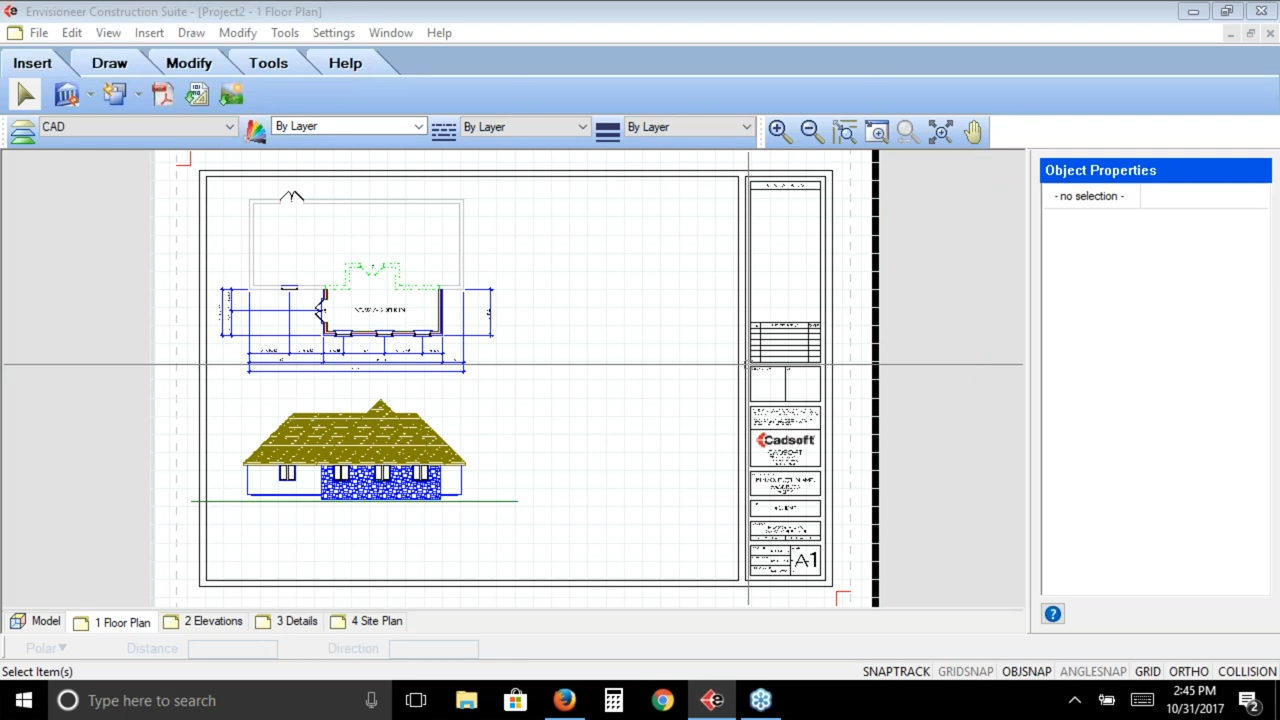 Envisioneer Construction Suite - [Project2 - 1 Floor Plan]
File Edit View Insert Draw Modify Tools Settings Window Help
Insert Draw Modify Tools Help
CAD By Layer By Layer By Layer
Object Properties
- no selection -
Cadsoft
CADSOFT
A1
Model 1 Floor Plan 2 Elevations 3 Details 4 Site Plan
Polar Distance Direction
Select Item(s) SNAPTRACK GRIDSNAP OBJSNAP ANGLESNAP GRID ORTHO COLLISION
Type here to search
2:45 PM
10/31/2017
2